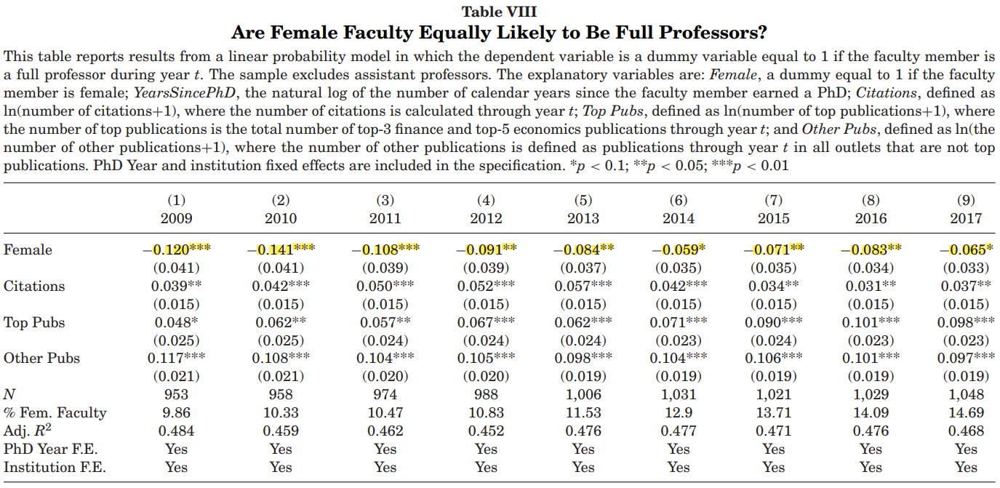 Table VIII
Are Female Faculty Equally Likely to Be Full Professors?
This table reports results from a linear probability model in which the dependent variable is a dummy variable equal to 1 if the faculty member is
a full professor during year t. The sample excludes assistant professors. The explanatory variables are: Female, a dummy equal to 1 if the faculty
member is female; YearsSincePhD, the natural log of the number of calendar years since the faculty member earned a PhD; Citations, defined as
ln(number of citations+1), where the number of citations is calculated through year t; Top Pubs, defined as ln(number of top publications+1), where
the number of top publications is the total number of top-3 finance and top-5 economics publications through year t; and Other Pubs, defined as ln(the
number of other publications+1), where the number of other publications is defined as publications through year t in all outlets that are not top
publications. PhD Year and institution fixed effects are included in the specification. *p < 0.1; **p < 0.05; ***p < 0.01
(1) (2) (3) (4) (5) (6) (7) (8) (9)
2009 2010 2011 2012 2013 2014 2015 2016 2017
Female −0.120*** −0.141*** −0.108*** −0.091** −0.084** −0.059* −0.071** −0.083** −0.065*
(0.041) (0.041) (0.039) (0.039) (0.037) (0.035) (0.035) (0.034) (0.033)
Citations 0.039** 0.042*** 0.050*** 0.052*** 0.057*** 0.042*** 0.034** 0.031** 0.037**
(0.015) (0.015) (0.015) (0.015) (0.015) (0.015) (0.015) (0.015) (0.015)
Top Pubs 0.048* 0.062** 0.057** 0.067*** 0.062*** 0.071*** 0.090*** 0.101*** 0.098***
(0.025) (0.025) (0.024) (0.024) (0.024) (0.023) (0.024) (0.023) (0.023)
Other Pubs 0.117*** 0.108*** 0.104*** 0.105*** 0.098*** 0.104*** 0.106*** 0.101*** 0.097***
(0.021) (0.021) (0.020) (0.020) (0.019) (0.019) (0.019) (0.019) (0.019)
N 953 958 974 988 1,006 1,031 1,021 1,029 1,048
% Fem. Faculty 9.86 10.33 10.47 10.83 11.53 12.9 13.71 14.09 14.69
Adj. R² 0.484 0.459 0.462 0.452 0.476 0.477 0.471 0.476 0.468
PhD Year F.E. Yes Yes Yes Yes Yes Yes Yes Yes Yes
Institution F.E. Yes Yes Yes Yes Yes Yes Yes Yes Yes